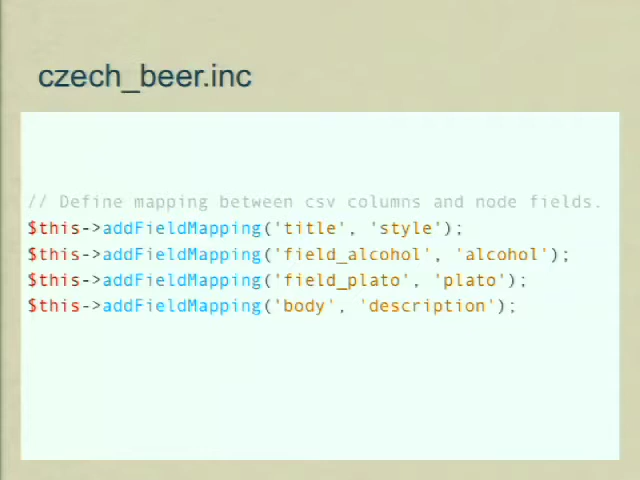 czech_beer.inc
// Define mapping between csv columns and node fields.
$this->addFieldMapping('title', 'style');
$this->addFieldMapping('field_alcohol', 'alcohol');
$this->addFieldMapping('field_plato', 'plato');
$this->addFieldMapping('body', 'description');